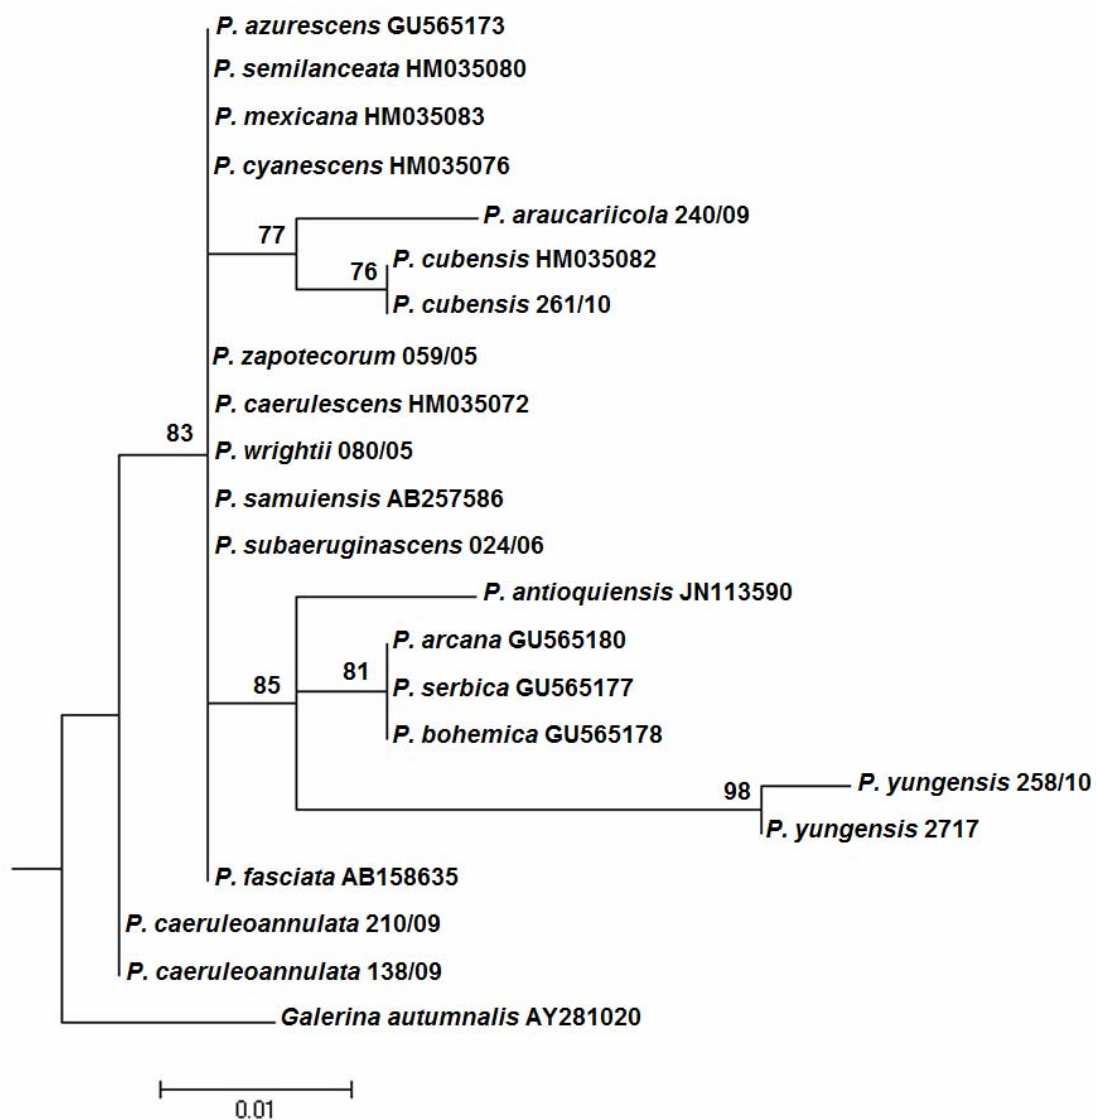 P. azurescens GU565173
P. semilanceata HM035080
P. mexicana HM035083
P. cyanescens HM035076
P. araucariicola 240/09
77
P. cubensis HM035082
76
P. cubensis 261/10
P. zapotecorum 059/05
P. caerulescens HM035072
83
P. wrightii 080/05
P. samuiensis AB257586
P. subaeruginascens 024/06
P. antioquiensis JN113590
P. arcana GU565180
81
85
P. serbica GU565177
P. bohemica GU565178
P. yungensis 258/10
98
P. yungensis 2717
P. fasciata AB158635
P. caeruleoannulata 210/09
P. caeruleoannulata 138/09
Galerina autumnalis AY281020
0.01